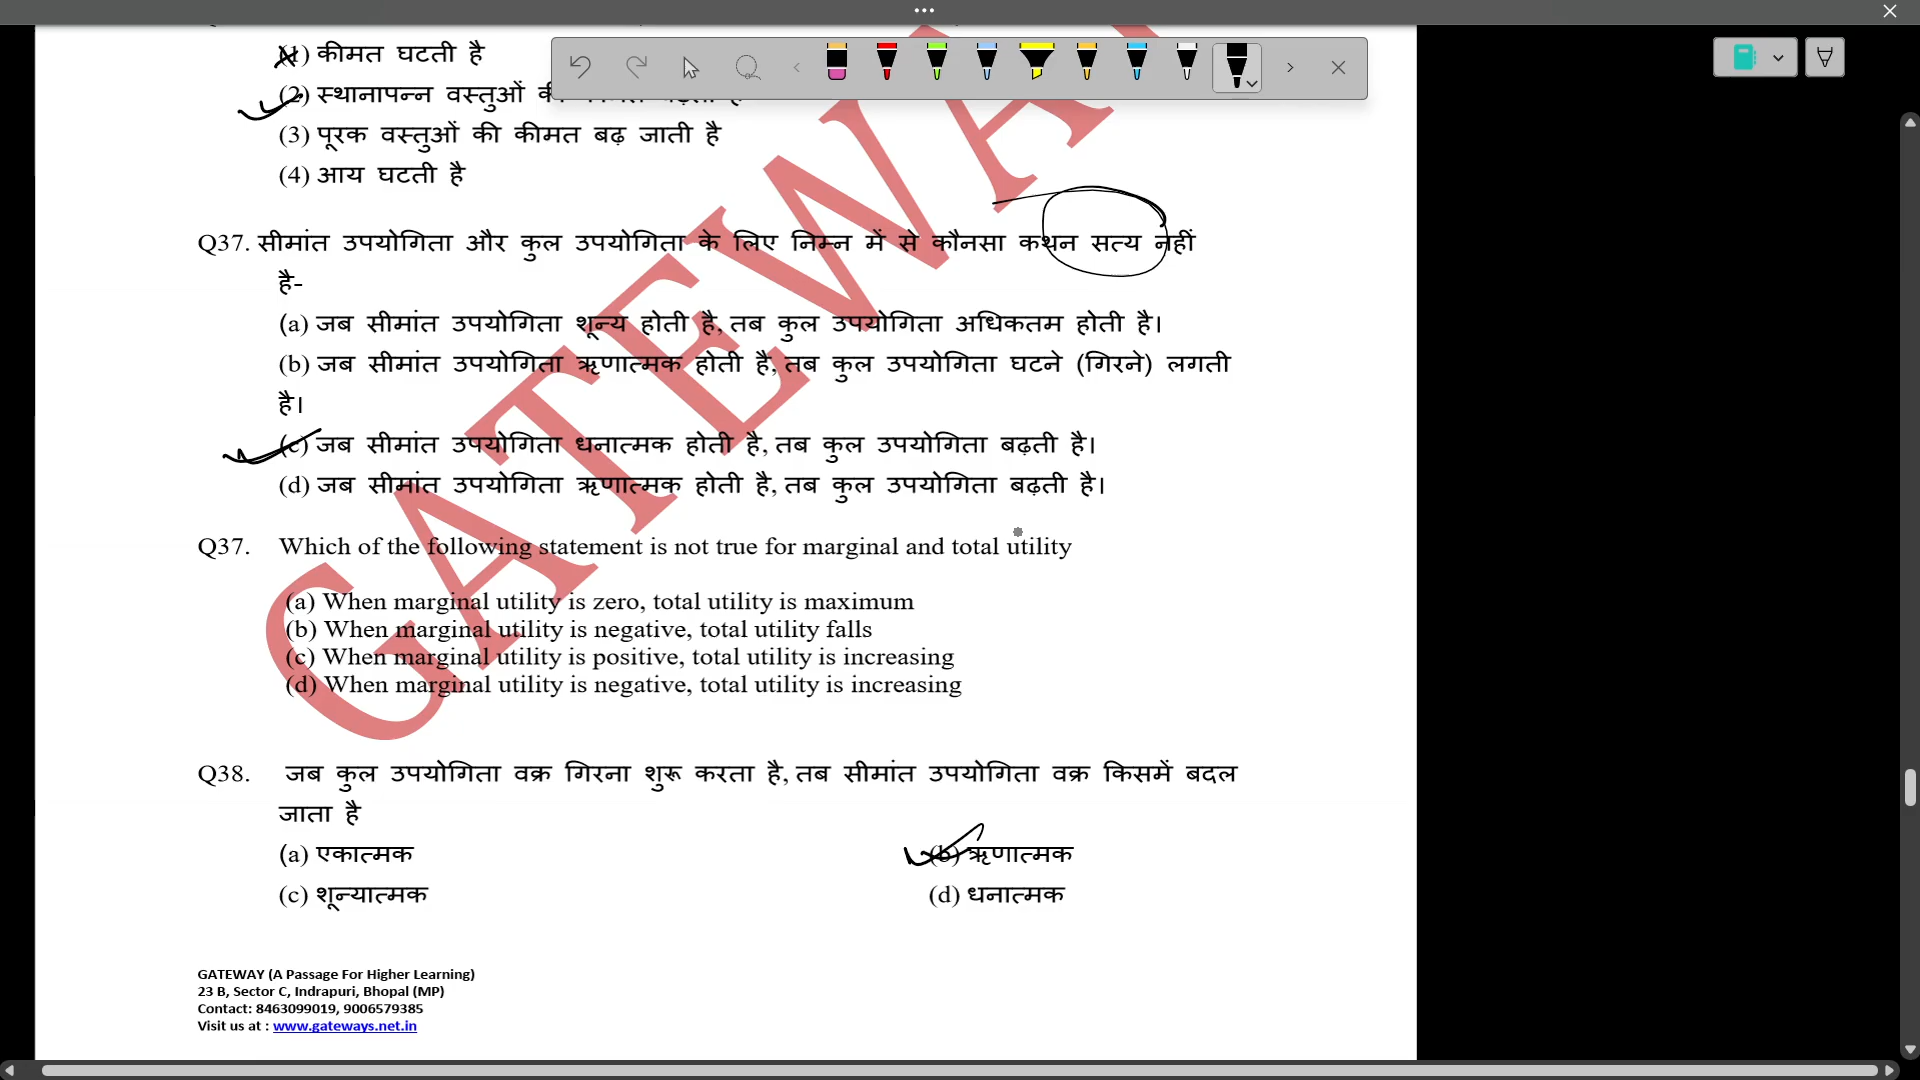 (1) कीमत घटती है
(2) स्थानापन्न वस्तुओं
(3) पूरक वस्तुओं की कीमत बढ़ जाती है
(4) आय घटती है
Q37. सीमांत उपयोगिता और कुल उपयोगिता के लिए निम्न में से कौनसा कथन सत्य नहीं
है-
(a) जब सीमांत उपयोगिता शून्य होती है, तब कुल उपयोगिता अधिकतम होती है।
(b) जब सीमांत उपयोगिता ऋणात्मक होती है, तब कुल उपयोगिता घटने (गिरने) लगती
है।
(c) जब सीमांत उपयोगिता धनात्मक होती है, तब कुल उपयोगिता बढ़ती है।
(d) जब सीमांत उपयोगिता ऋणात्मक होती है, तब कुल उपयोगिता बढ़ती है।
Q37. Which of the following statement is not true for marginal and total utility
(a) When marginal utility is zero, total utility is maximum
(b) When marginal utility is negative, total utility falls
(c) When marginal utility is positive, total utility is increasing
(d) When marginal utility is negative, total utility is increasing
Q38. जब कुल उपयोगिता वक्र गिरना शुरू करता है, तब सीमांत उपयोगिता वक्र किसमें बदल
जाता है
(a) एकात्मक (b) ऋणात्मक
(c) शून्यात्मक (d) धनात्मक
GATEWAY (A Passage For Higher Learning)
23 B, Sector C, Indrapuri, Bhopal (MP)
Contact: 8463099019, 9006579385
Visit us at : www.gateways.net.in
GATEWA